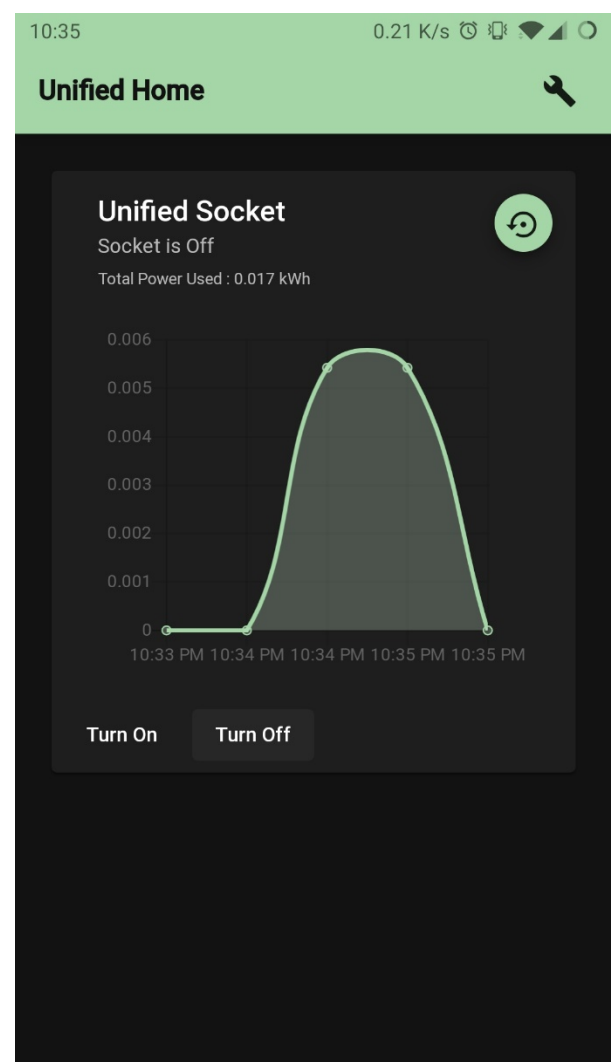 10:35 0.21 K/s
Unified Home
Unified Socket
Socket is Off
Total Power Used : 0.017 kWh
0.006
0.005
0.004
0.003
0.002
0.001
0
10:33 PM 10:34 PM 10:34 PM 10:35 PM 10:35 PM
Turn On Turn Off